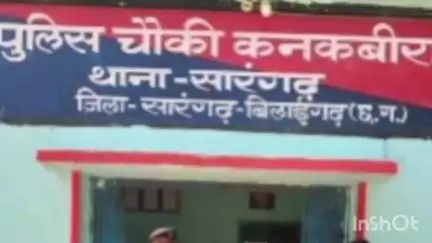 पुलिस चौकी कनकबीरा
थाना-सारंगढ़
जिला-सारंगढ़-बिलाईगढ़ (छ.ग.)
InShOt